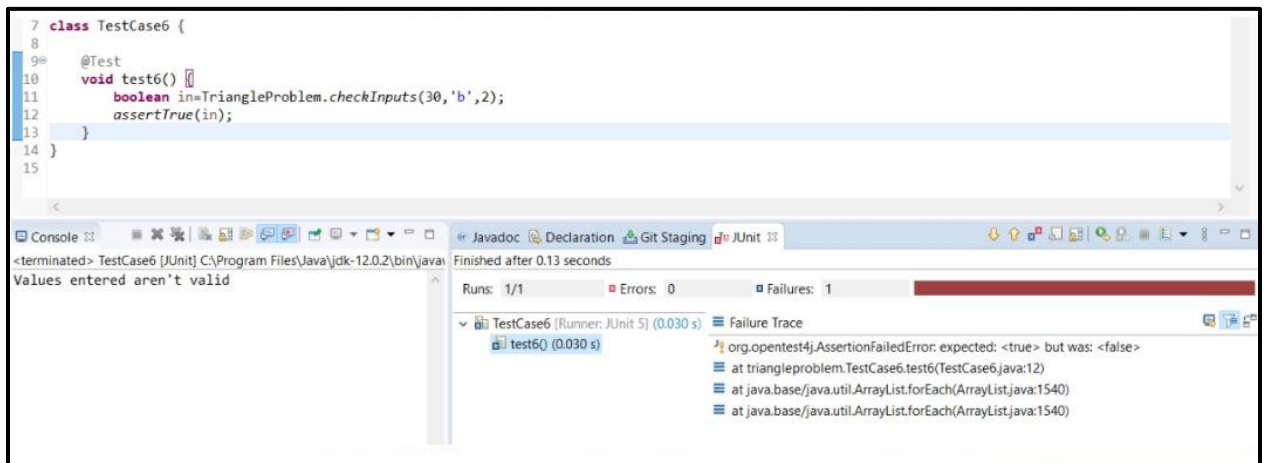 7 class TestCase6 {
8
9 @Test
10 void test6() {
11 boolean in=TriangleProblem.checkInputs(30,'b',2);
12 assertTrue(in);
13 }
14 }
15
Console
<terminated> TestCase6 [JUnit] C:\Program Files\Java\jdk-12.0.2\bin\javav
Values entered aren't valid
Javadoc Declaration Git Staging JUnit
Finished after 0.13 seconds
Runs: 1/1 Errors: 0 Failures: 1
TestCase6 [Runner: JUnit 5] (0.030 s)
test6() (0.030 s)
Failure Trace
org.opentest4j.AssertionFailedError: expected: <true> but was: <false>
at triangleproblem.TestCase6.test6(TestCase6.java:12)
at java.base/java.util.ArrayList.forEach(ArrayList.java:1540)
at java.base/java.util.ArrayList.forEach(ArrayList.java:1540)